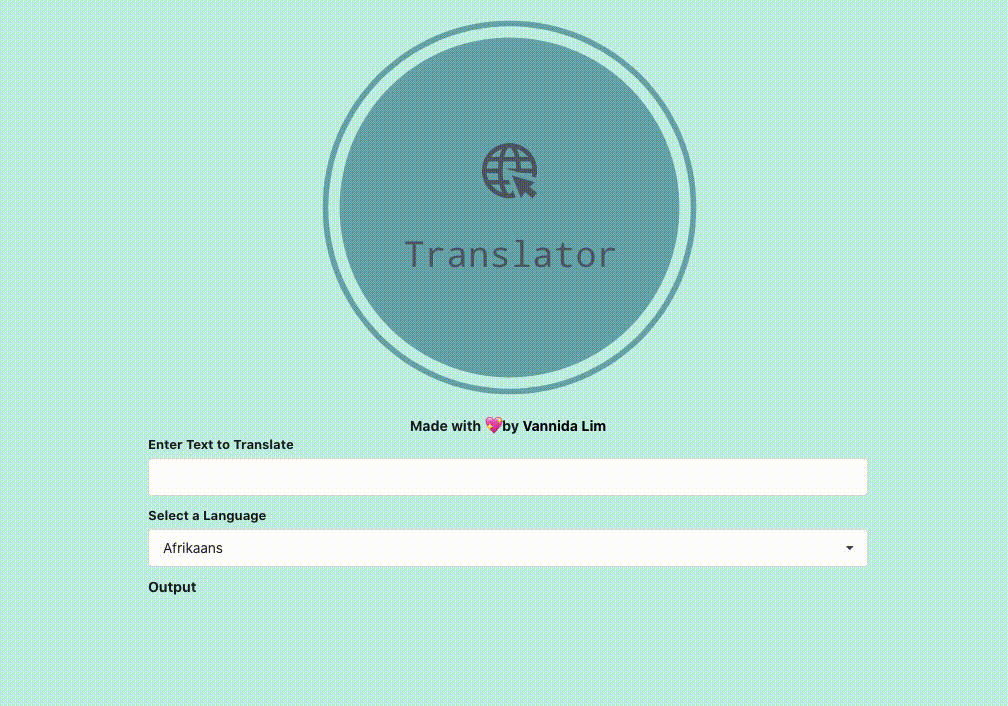 Translator
Made with 💖by Vannida Lim
Enter Text to Translate
Select a Language
Afrikaans
Output